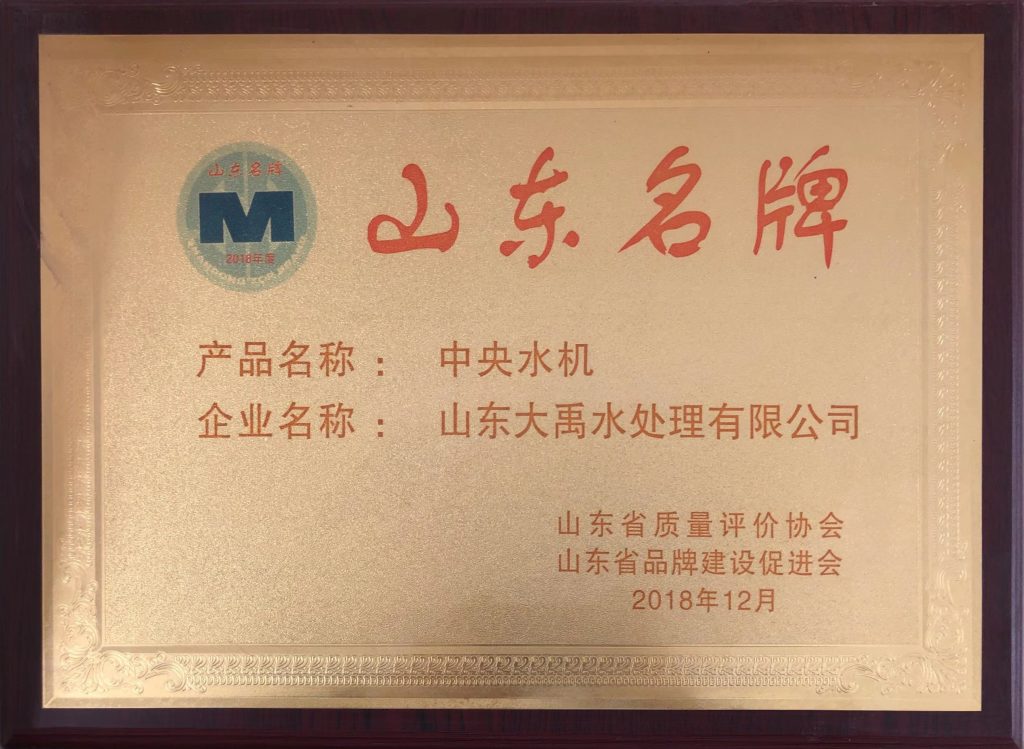 山东名牌
M
2018年度
山东名牌
产品名称： 中央水机
企业名称： 山东大禹水处理有限公司
山东省质量评价协会
山东省品牌建设促进会
2018年12月